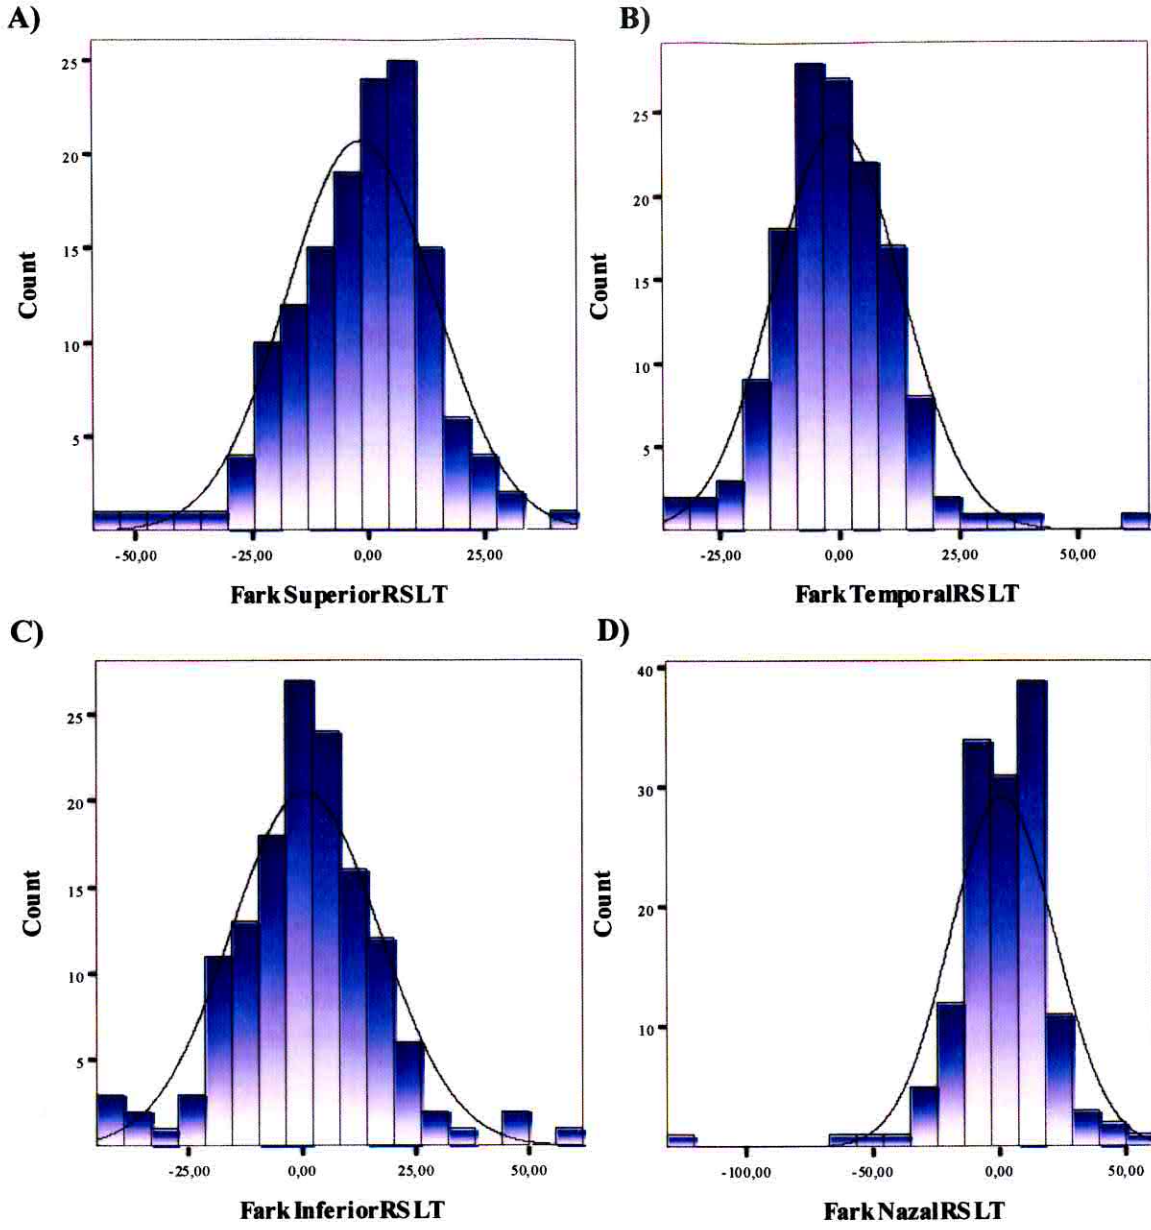 A)
B)
25
20
15
10
5
Count
-50,00
-25,00
0,00
25,00
Fark Superior RSLT
25
20
15
10
5
Count
-25,00
0,00
25,00
50,00
Fark Temporal RSLT
C)
D)
25
20
15
10
5
Count
-25,00
0,00
25,00
50,00
Fark Inferior RSLT
40
30
20
10
Count
-100,00
-50,00
0,00
50,00
Fark Nazal RSLT